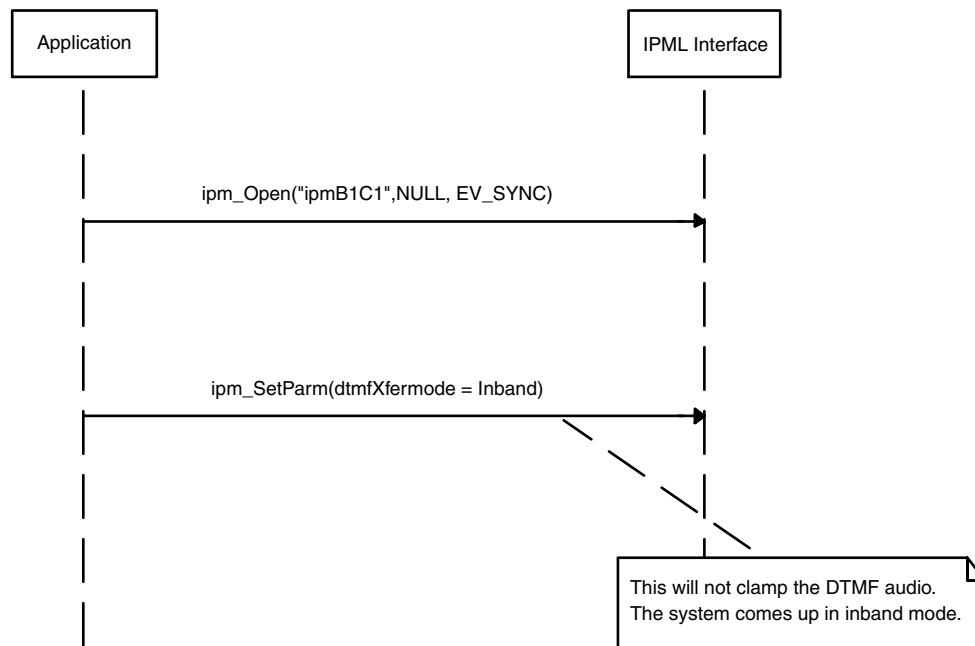 Application
IPML Interface
ipm_Open("ipmB1C1",NULL, EV_SYNC)
ipm_SetParm(dtmfXfermode = Inband)
This will not clamp the DTMF audio.
The system comes up in inband mode.